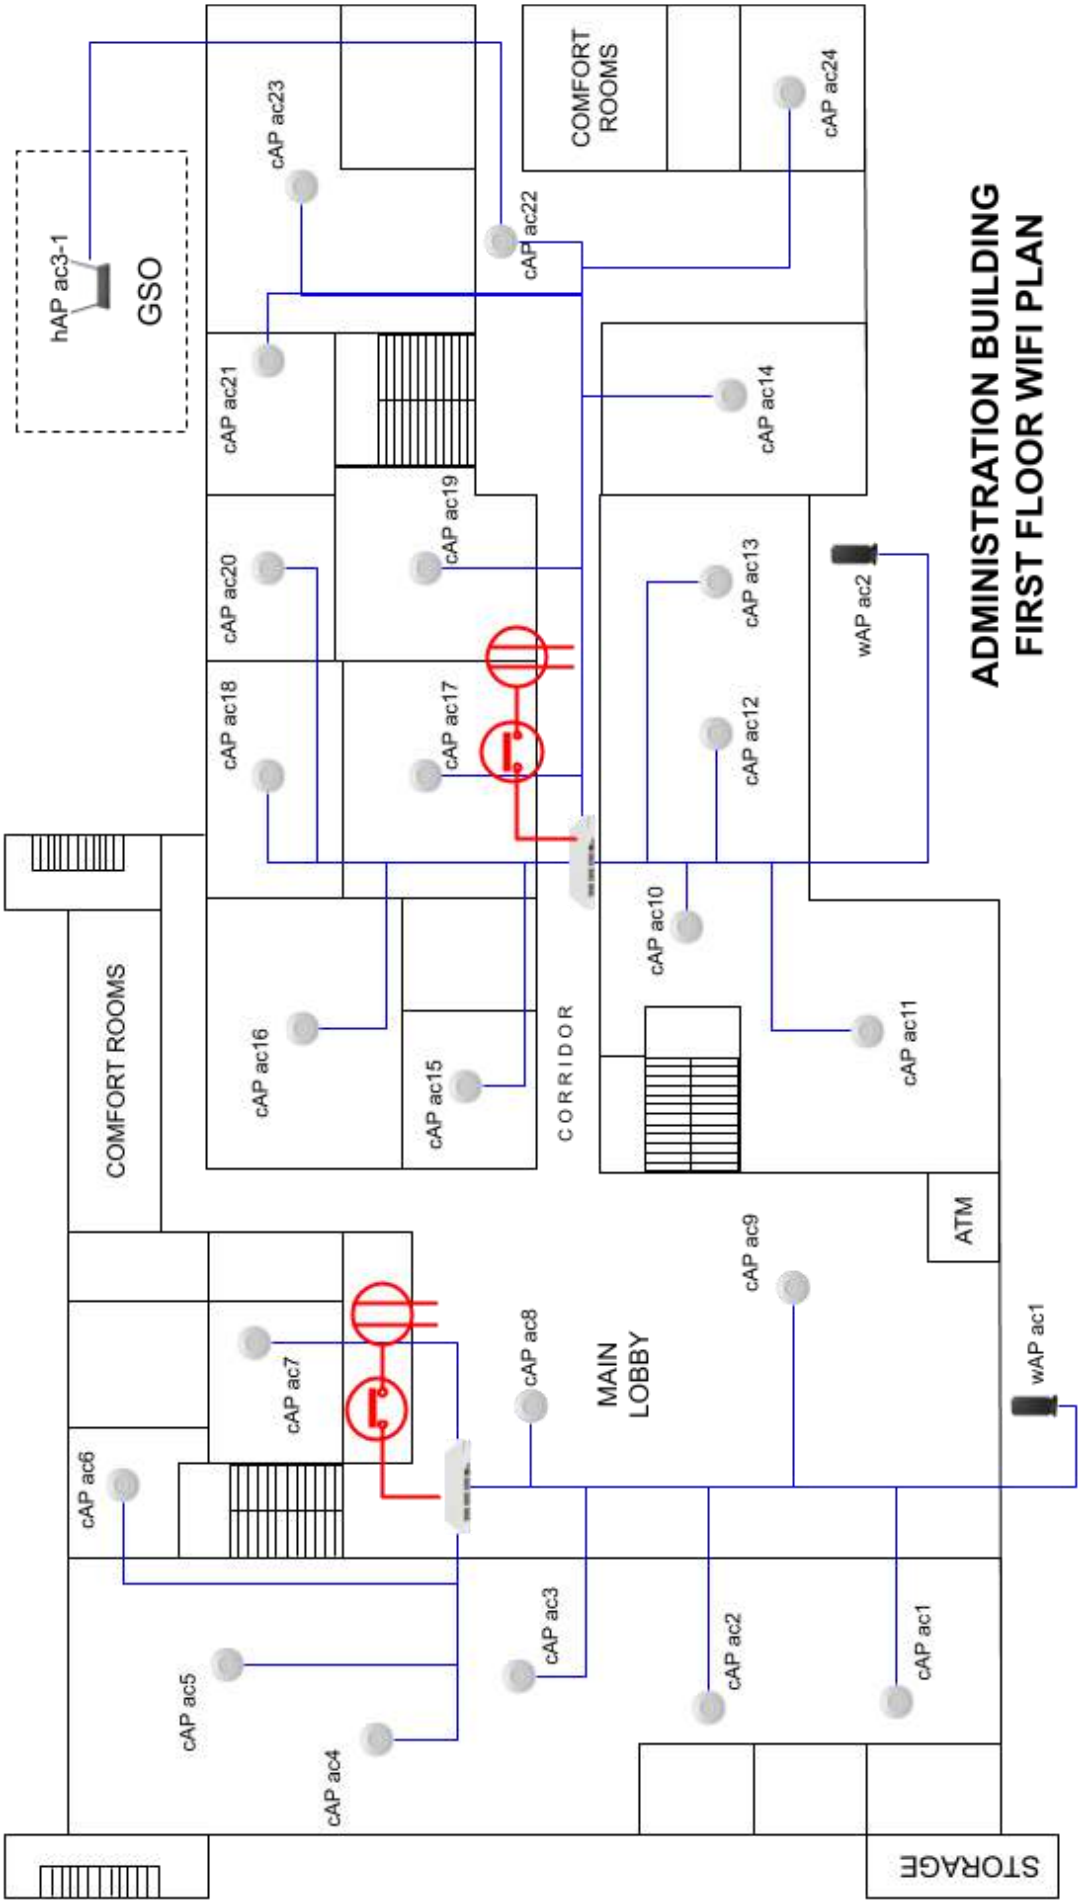 ADMINISTRATION BUILDING
FIRST FLOOR WIFI PLAN
hAP ac3-1
GSO
cAP ac23
COMFORT
ROOMS
cAP ac24
cAP ac22
cAP ac21
cAP ac14
cAP ac19
cAP ac20
cAP ac13
wAP ac2
cAP ac18
cAP ac17
cAP ac12
cAP ac10
COMFORT ROOMS
cAP ac16
cAP ac15
CORRIDOR
cAP ac11
cAP ac9
ATM
cAP ac7
cAP ac8
MAIN
LOBBY
wAP ac1
cAP ac6
cAP ac3
cAP ac2
cAP ac1
cAP ac5
cAP ac4
STORAGE